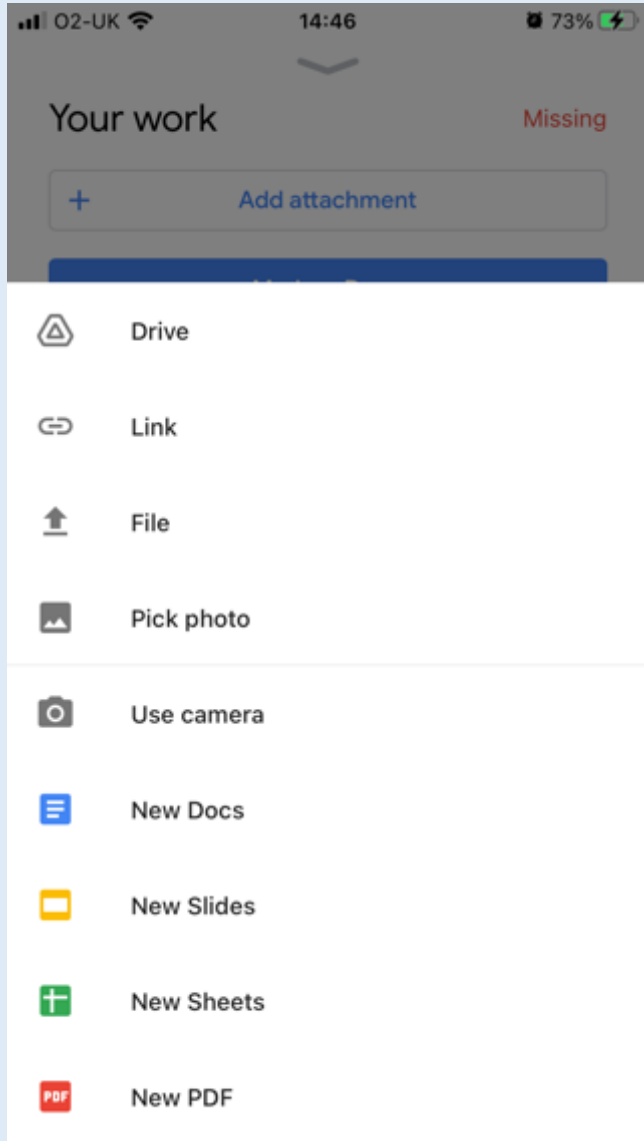 O2-UK 14:46 73%
Your work Missing
+ Add attachment
Drive
Link
File
Pick photo
Use camera
New Docs
New Slides
New Sheets
PDF New PDF